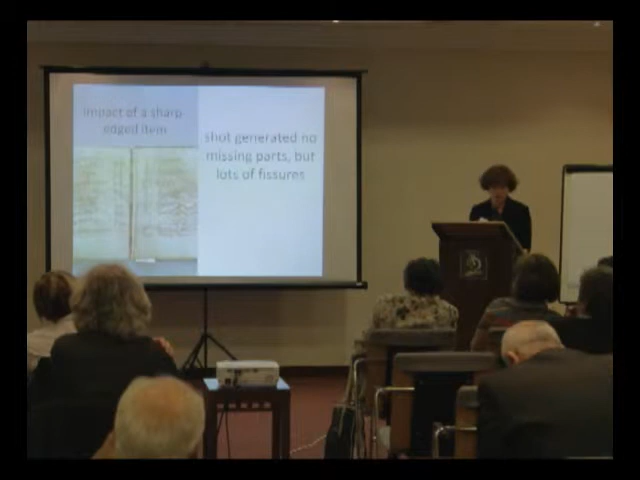 impact of a sharp
edged item
shot generated no
missing parts, but
lots of fissures